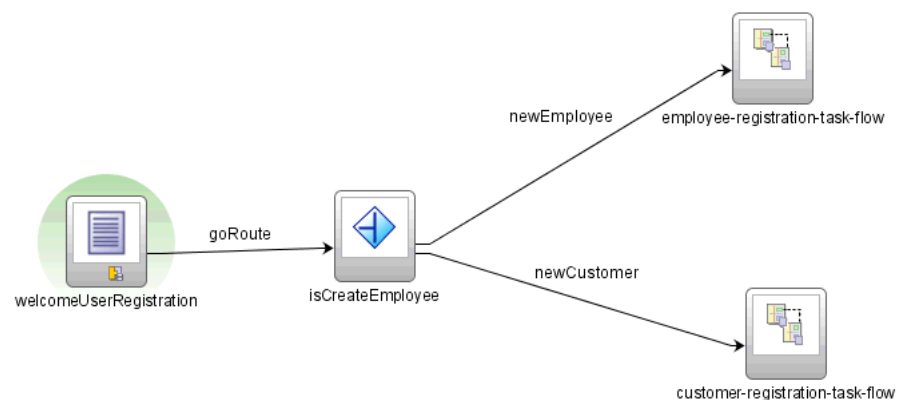 newEmployee
employee-registration-task-flow
goRoute
welcomeUserRegistration
isCreateEmployee
newCustomer
customer-registration-task-flow